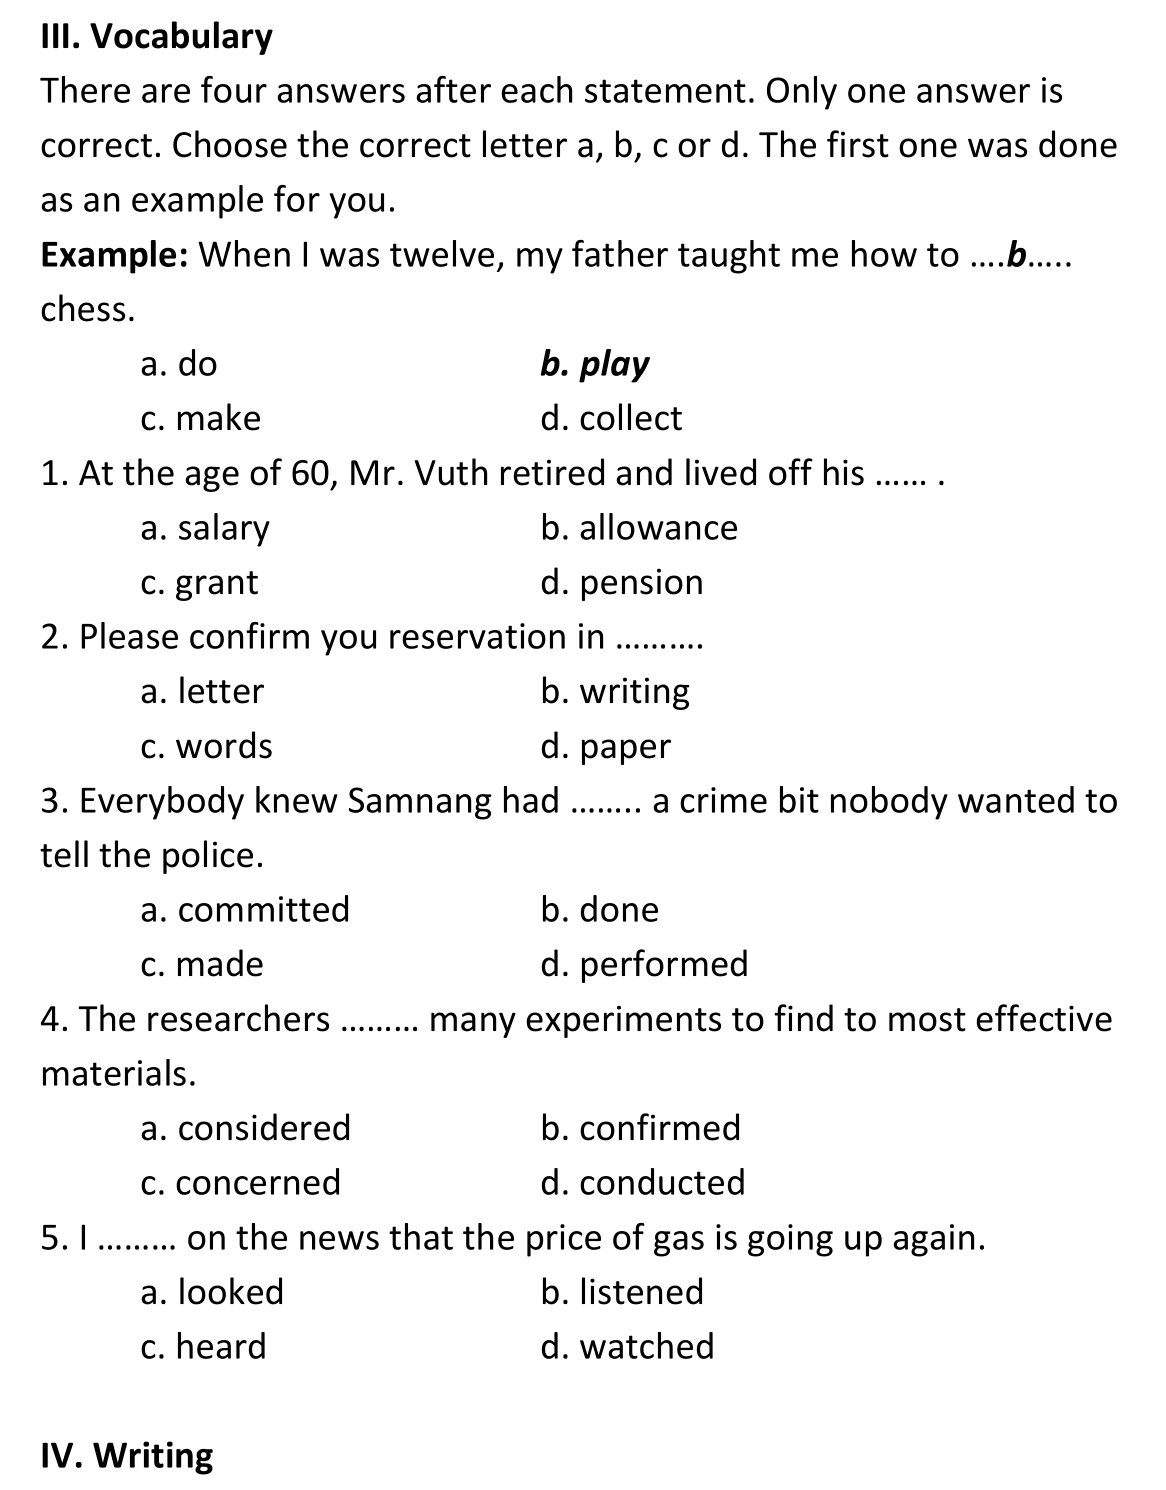 III. Vocabulary
There are four answers after each statement. Only one answer is
correct. Choose the correct letter a, b, c or d. The first one was done
as an example for you.
Example: When I was twelve, my father taught me how to ....b.....
chess.
a. do b. play
c. make d. collect
1. At the age of 60, Mr. Vuth retired and lived off his ...... .
a. salary b. allowance
c. grant d. pension
2. Please confirm you reservation in ..........
a. letter b. writing
c. words d. paper
3. Everybody knew Samnang had ........ a crime bit nobody wanted to
tell the police.
a. committed b. done
c. made d. performed
4. The researchers ......... many experiments to find to most effective
materials.
a. considered b. confirmed
c. concerned d. conducted
5. I ......... on the news that the price of gas is going up again.
a. looked b. listened
c. heard d. watched
IV. Writing